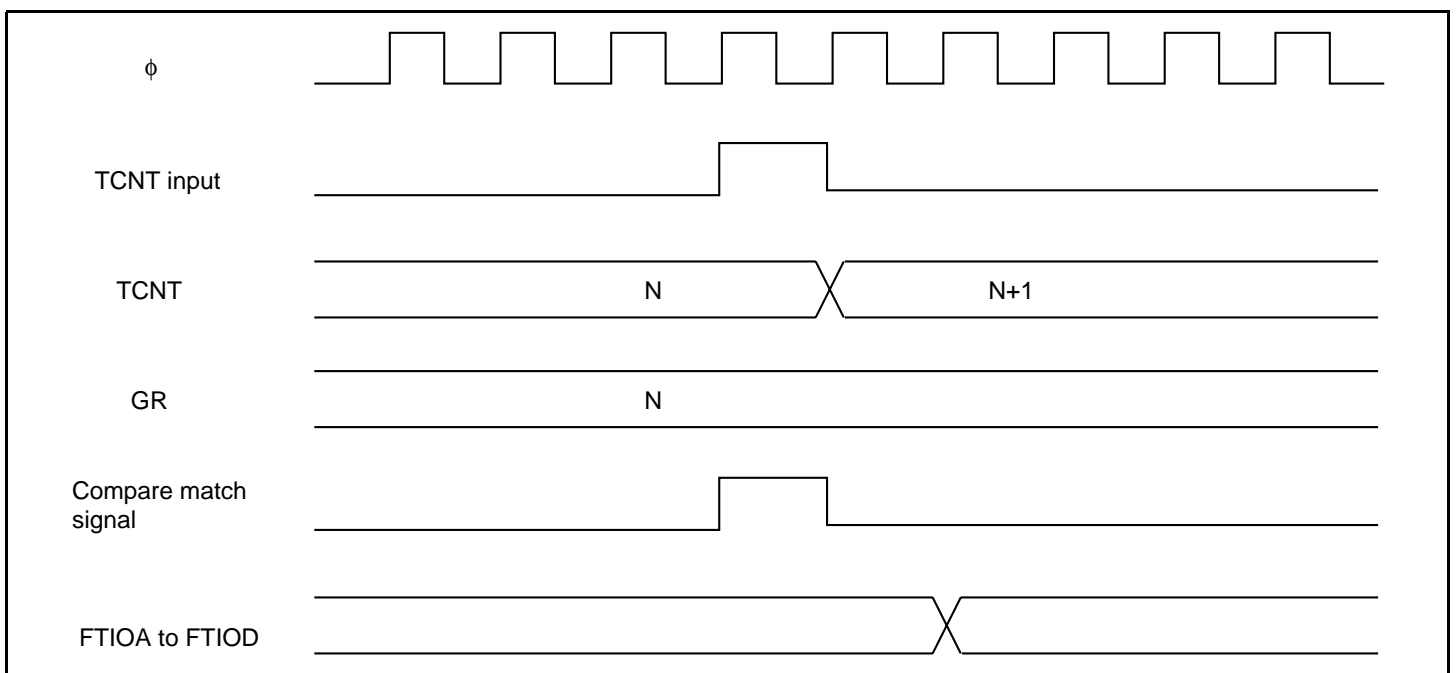 ϕ
TCNT input
TCNT
N
N+1
GR
N
Compare match
signal
FTIOA to FTIOD